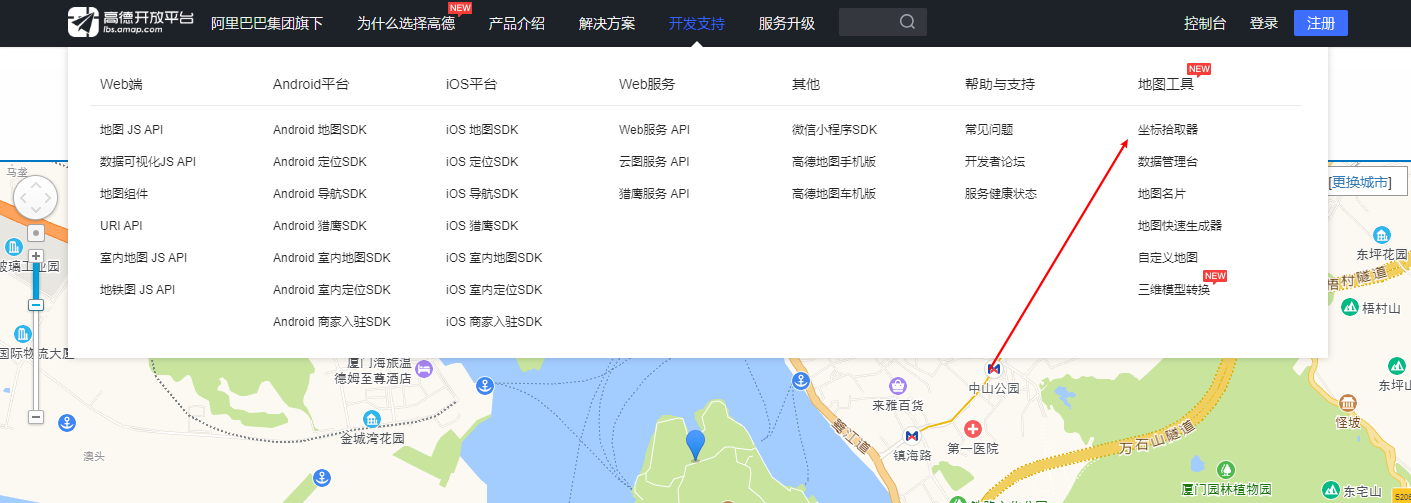 高德开放平台 lbs.amap.com 阿里巴巴集团旗下 为什么选择高德 NEW 产品介绍 解决方案 开发支持 服务升级 控制台 登录 注册
Web端 Android平台 iOS平台 Web服务 其他 帮助与支持 地图工具 NEW
地图 JS API Android 地图SDK iOS 地图SDK Web服务 API 微信小程序SDK 常见问题 坐标拾取器
数据可视化JS API Android 定位SDK iOS 定位SDK 云图服务 API 高德地图手机版 开发者论坛 数据管理台
马垄
[更换城市]
地图组件 Android 导航SDK iOS 导航SDK 猎鹰服务 API 高德地图车机版 服务健康状态 地图名片
URI API Android 猎鹰SDK iOS 猎鹰SDK 地图快速生成器
室内地图 JS API Android 室内地图SDK iOS 室内地图SDK 自定义地图
东坪花园
地铁图 JS API Android 室内定位SDK iOS 室内定位SDK 三维模型转换 NEW
梧村隧道
Android 商家入驻SDK iOS 商家入驻SDK
梧村山
国际物流大厦
厦门海旅温
德姆至尊酒店
中山公园
东坪山
来雅百货
怪坡
金城湾花园
鹭江道
万石山隧道
镇海路
第一医院
澳头
厦门园林植物园
东宅山